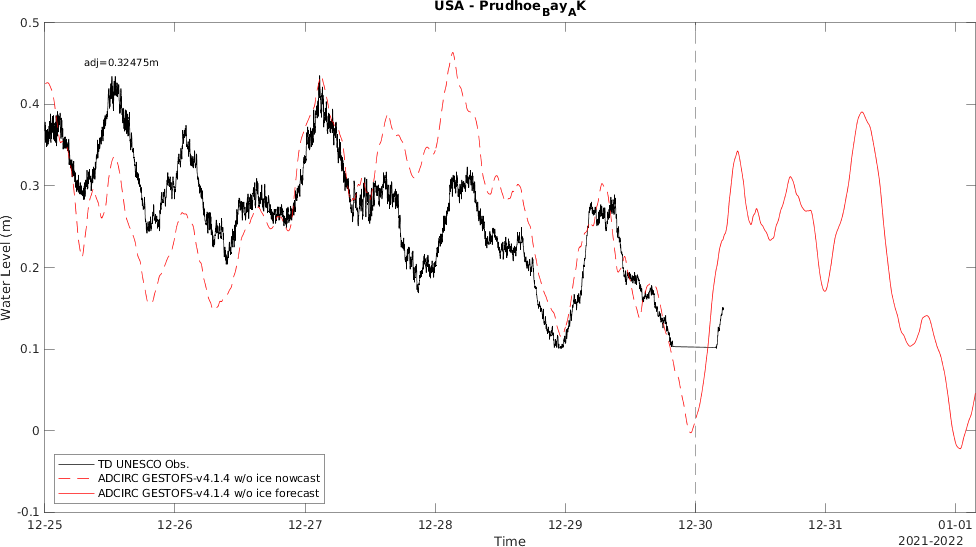 USA - PrudhoeBayAK
0.5
adj=0.32475m
0.4
0.3
Water Level (m)
0.2
0.1
0
TD UNESCO Obs.
ADCIRC GESTOFS-v4.1.4 w/o ice nowcast
ADCIRC GESTOFS-v4.1.4 w/o ice forecast
-0.1
12-25 12-26 12-27 12-28 12-29 12-30 12-31 01-01
Time
2021-2022